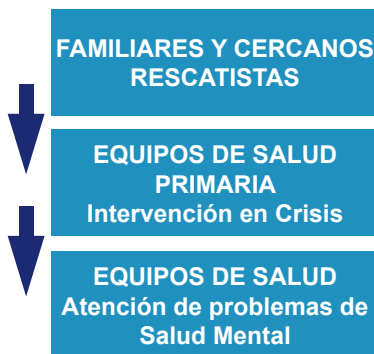 FAMILIARES Y CERCANOS
RESCATISTAS
EQUIPOS DE SALUD
PRIMARIA
Intervención en Crisis
EQUIPOS DE SALUD
Atención de problemas de
Salud Mental